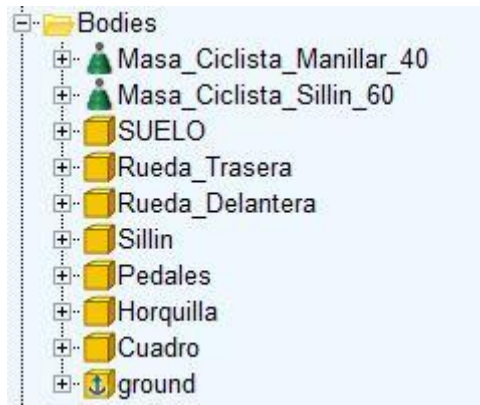 Bodies
Masa_Ciclista_Manillar_40
Masa_Ciclista_Sillin_60
SUELO
Rueda_Trasera
Rueda_Delantera
Sillin
Pedales
Horquilla
Cuadro
ground